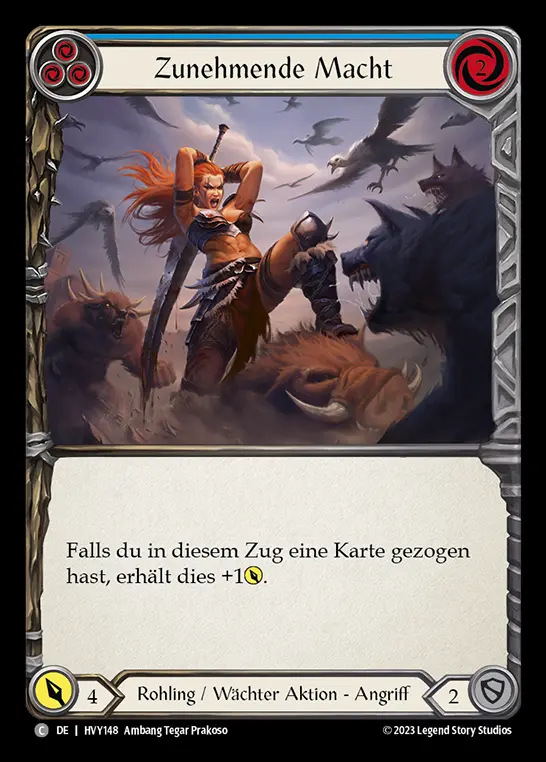 Zunehmende Macht
2
Falls du in diesem Zug eine Karte gezogen
hast, erhält dies +1.
4
Rohling / Wächter Aktion - Angriff
2
C DE | HVY148 Ambang Tegar Prakoso
© 2023 Legend Story Studios